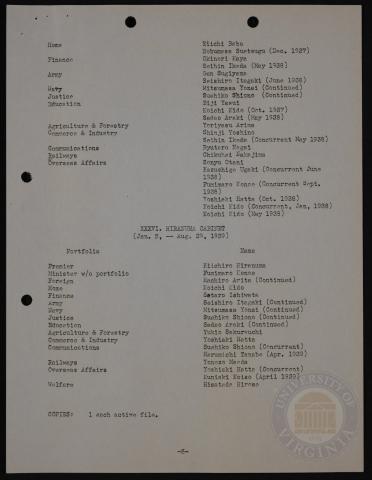 Home Eiichi Baba
Nobumasa Suetsugu (Dec. 1937)
Finance Okinori Kaya
Seihin Ikeda (May 1938)
Army Gen Sugiyama
Seishiro Itagaki (June 1938)
Navy Mitsumasa Yonai (Continued)
Justice Suehiko Shiono (Continued)
Education Eiji Yasui
Koichi Kido (Oct. 1937)
Sadao Araki (May 1938)
Agriculture & Forestry Yoriyasu Arima
Commerce & Industry Shinji Yoshino
Seihin Ikeda (Concurrent May 1938)
Communications Ryutaro Nagai
Railways Chikuhei Nakajima
Overseas Affairs Sonyu Otani
Kazushige Ugaki (Concurrent June
1938)
Fumimaro Konoe (Concurrent Sept.
1938)
Yoshiaki Hatta (Oct. 1938)
Koichi Kido (Concurrent, Jan. 1938)
Koichi Kido (May 1938)
XXXVI. HIRANUMA CABINET
(Jan. 5, -- Aug. 29, 1939)
Portfolio Name
Premier Kiichiro Hiranuma
Minister w/o portfolio Fumimaro Konoe
Foreign Hachiro Arita (Continued)
Home Koichi Kido
Finance Sotaro Ishiwata
Army Seishiro Itagaki (Continued)
Navy Mitsumasa Yonai (Continued)
Justice Suehiko Shiono (Continued)
Education Sadao Araki (Continued)
Agriculture & Forestry Yukio Sakurauchi
Commerce & Industry Yoshiaki Hatta
Communications Suehiko Shiono (Concurrent)
Harumichi Tanabe (Apr. 1939)
Railways Yonezo Maeda
Overseas Affairs Yoshiaki Hatta (Concurrent)
Kuniaki Koiso (April 1939)
Welfare Hisatada Hirose
COPIES: 1 each active file.
UNIVERSITY OF VIRGINIA